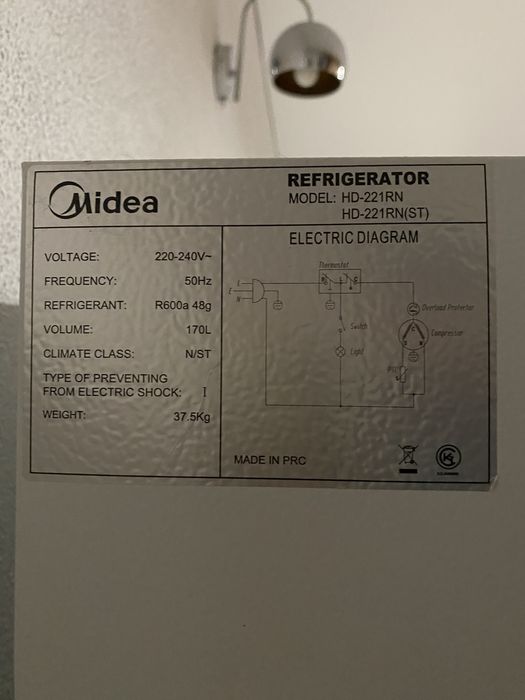 Midea
REFRIGERATOR
MODEL: HD-221RN
HD-221RN(ST)
VOLTAGE: 220-240V~
FREQUENCY: 50Hz
REFRIGERANT: R600a 48g
VOLUME: 170L
CLIMATE CLASS: N/ST
TYPE OF PREVENTING
FROM ELECTRIC SHOCK: I
WEIGHT: 37.5Kg
ELECTRIC DIAGRAM
Thermostat
L
E
N
Switch
Light
Overload Protector
Compressor
PTC
MADE IN PRC